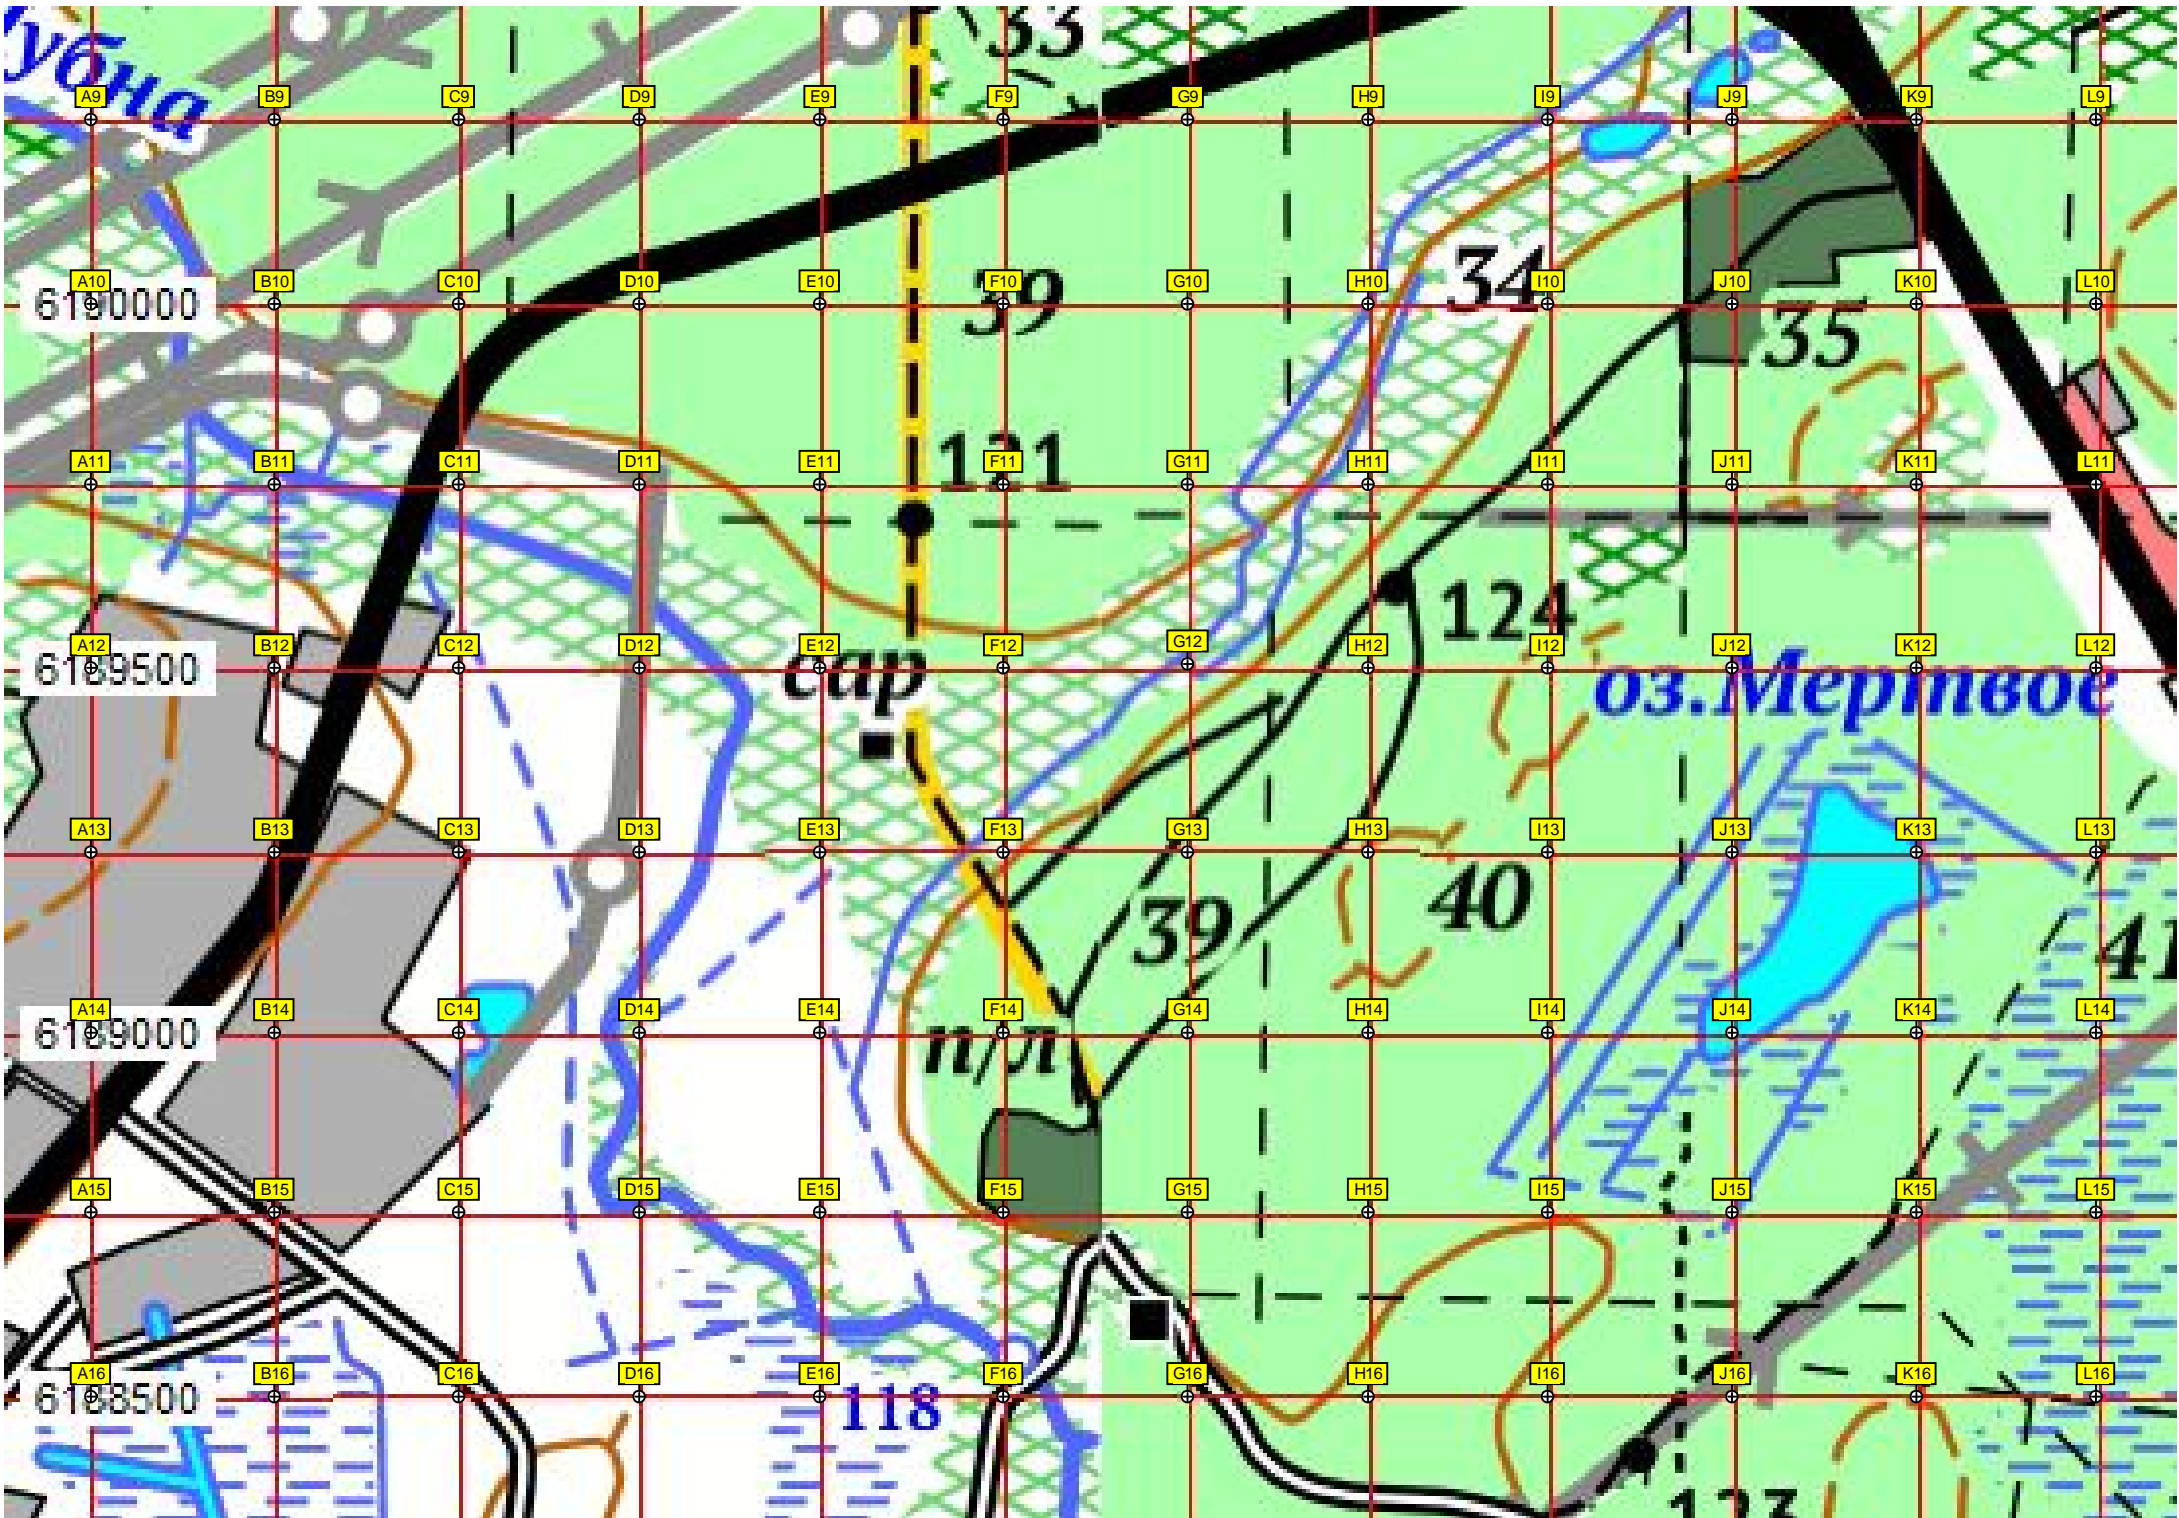 убна
33
A9 B9 C9 D9 E9 F9 G9 H9 I9 J9 K9 L9
34
A10 B10 C10 D10 E10 F10 G10 H10 I10 J10 K10 L10
6190000
39
35
121
A11 B11 C11 D11 E11 F11 G11 H11 I11 J11 K11 L11
124
A12 B12 C12 D12 E12 F12 G12 H12 I12 J12 K12 L12
6189500
сар
оз.Мертвое
A13 B13 C13 D13 E13 F13 G13 H13 I13 J13 K13 L13
39
40
41
A14 B14 C14 D14 E14 F14 G14 H14 I14 J14 K14 L14
6189000
п/л
A15 B15 C15 D15 E15 F15 G15 H15 I15 J15 K15 L15
A16 B16 C16 D16 E16 F16 G16 H16 I16 J16 K16 L16
6188500
118
123